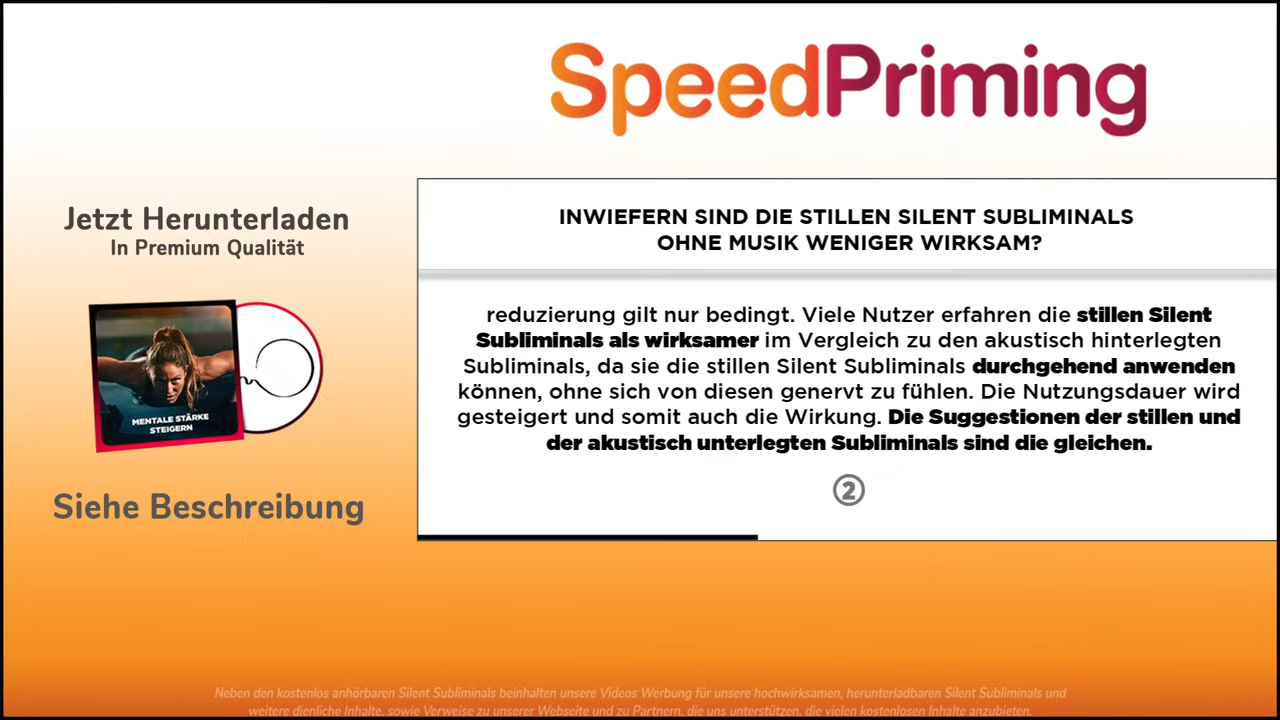 SpeedPriming
Jetzt Herunterladen
In Premium Qualität
MENTALE STÄRKE
STEIGERN
Siehe Beschreibung
INWIEFERN SIND DIE STILLEN SILENT SUBLIMINALS
OHNE MUSIK WENIGER WIRKSAM?
reduzierung gilt nur bedingt. Viele Nutzer erfahren die stillen Silent
Subliminals als wirksamer im Vergleich zu den akustisch hinterlegten
Subliminals, da sie die stillen Silent Subliminals durchgehend anwenden
können, ohne sich von diesen genervt zu fühlen. Die Nutzungsdauer wird
gesteigert und somit auch die Wirkung. Die Suggestionen der stillen und
der akustisch unterlegten Subliminals sind die gleichen.
②
Neben den kostenlos anhörbaren Silent Subliminals beinhalten unsere Videos Werbung für unsere hochwirksamen, herunterladbaren Silent Subliminals und
weitere dienliche Inhalte, sowie Verweise zu unserer Webseite und zu Partnern, die uns unterstützen, die vielen kostenlosen Inhalte anzubieten.